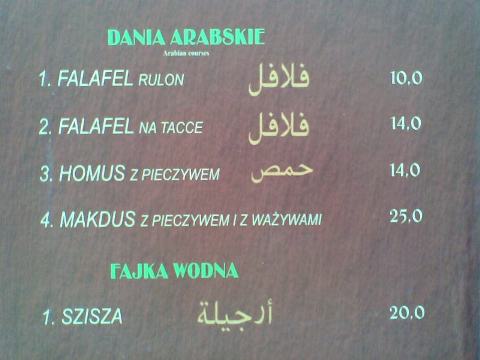 DANIA ARABSKIE
Arabian courses
1. FALAFEL RULON فلافل 10,0
2. FALAFEL NA TACCE فلافل 14,0
3. HOMUS Z PIECZYWEM حمص 14,0
4. MAKDUS Z PIECZYWEM I Z WAŻYWAMI 25,0
FAJKA WODNA
1. SZISZA أرجيلة 20,0